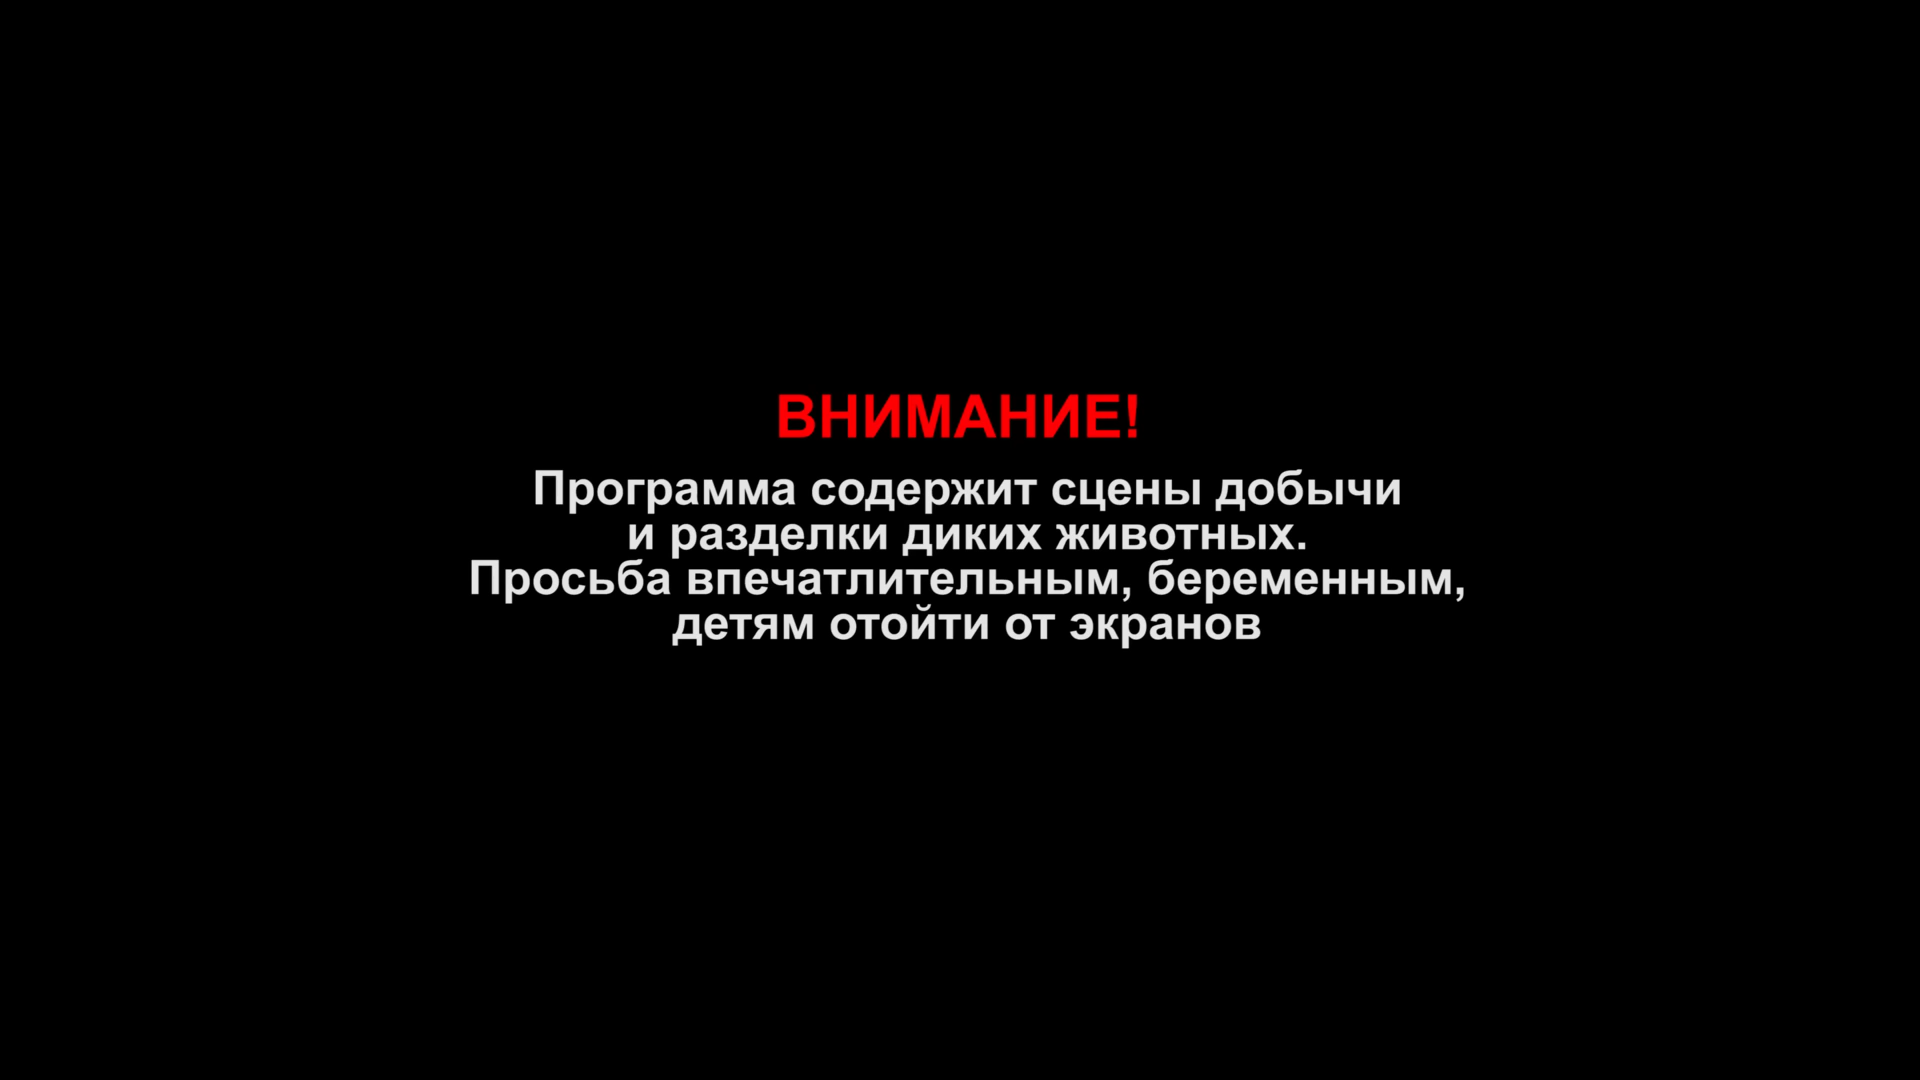 ВНИМАНИЕ!
Программа содержит сцены добычи
и разделки диких животных.
Просьба впечатлительным, беременным,
детям отойти от экранов